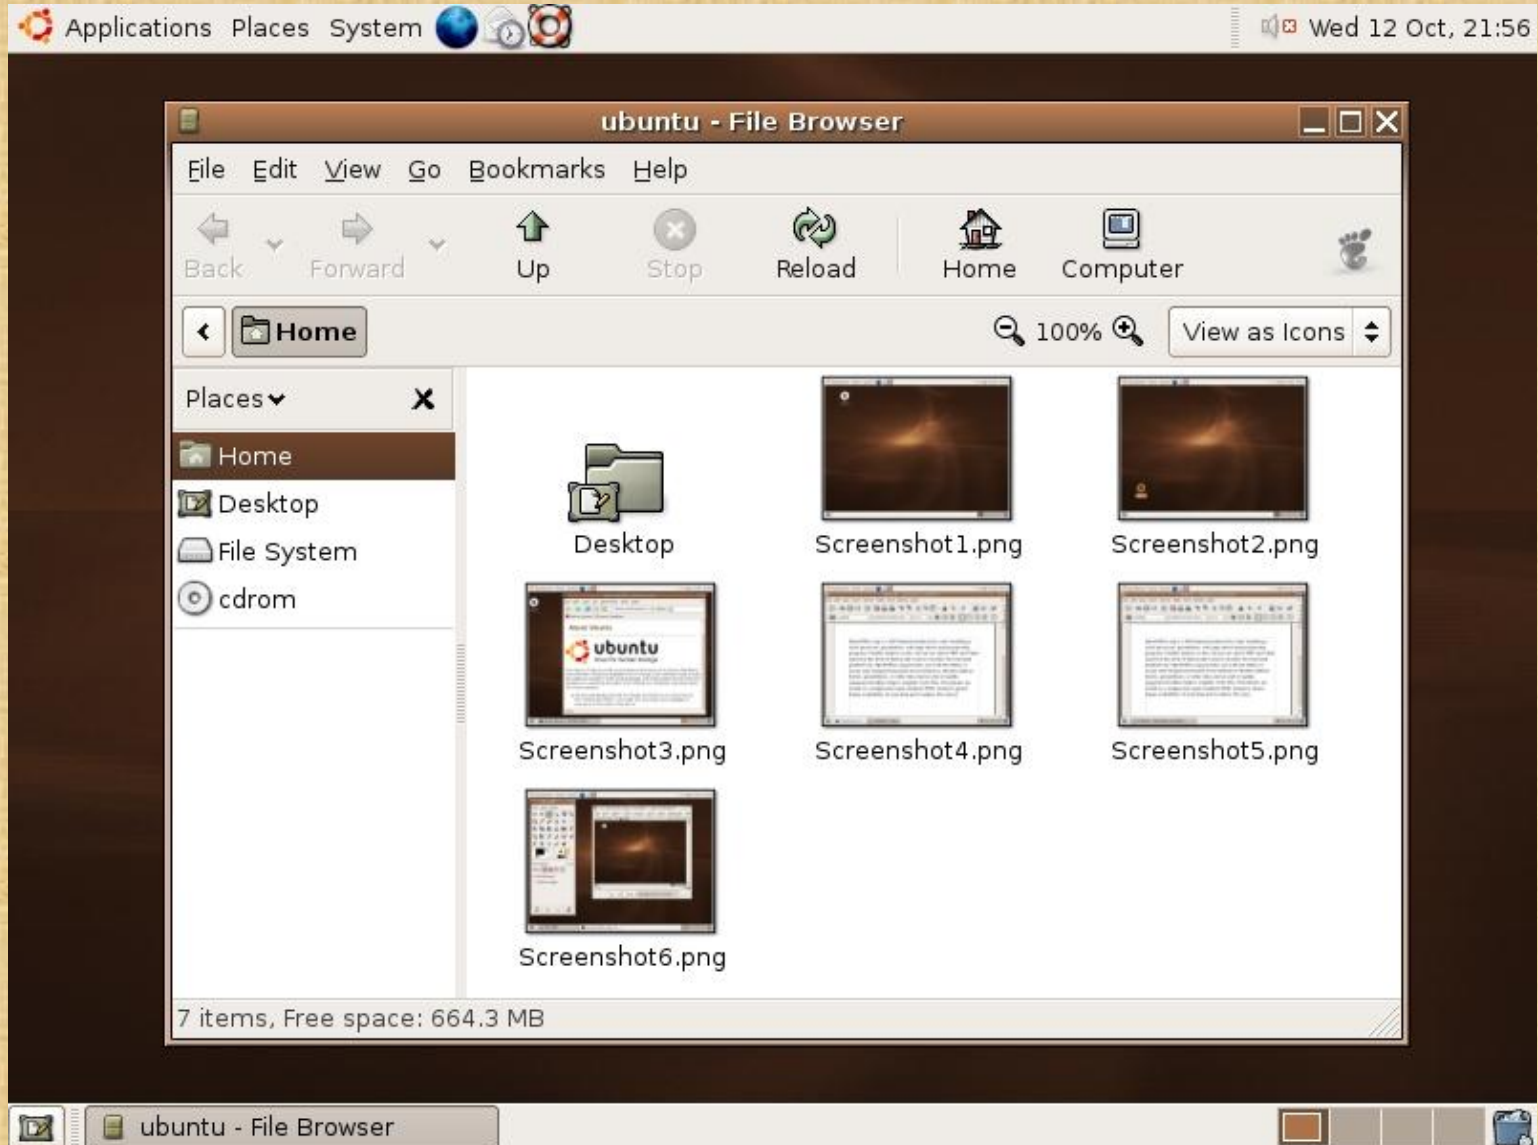 Applications Places System Wed 12 Oct, 21:56
ubuntu - File Browser
File Edit View Go Bookmarks Help
Back Forward Up Stop Reload Home Computer
Home 100% View as Icons
Places
Home
Desktop
File System
cdrom
Desktop Screenshot1.png Screenshot2.png
ubuntu
Screenshot3.png Screenshot4.png Screenshot5.png
Screenshot6.png
7 items, Free space: 664.3 MB
ubuntu - File Browser